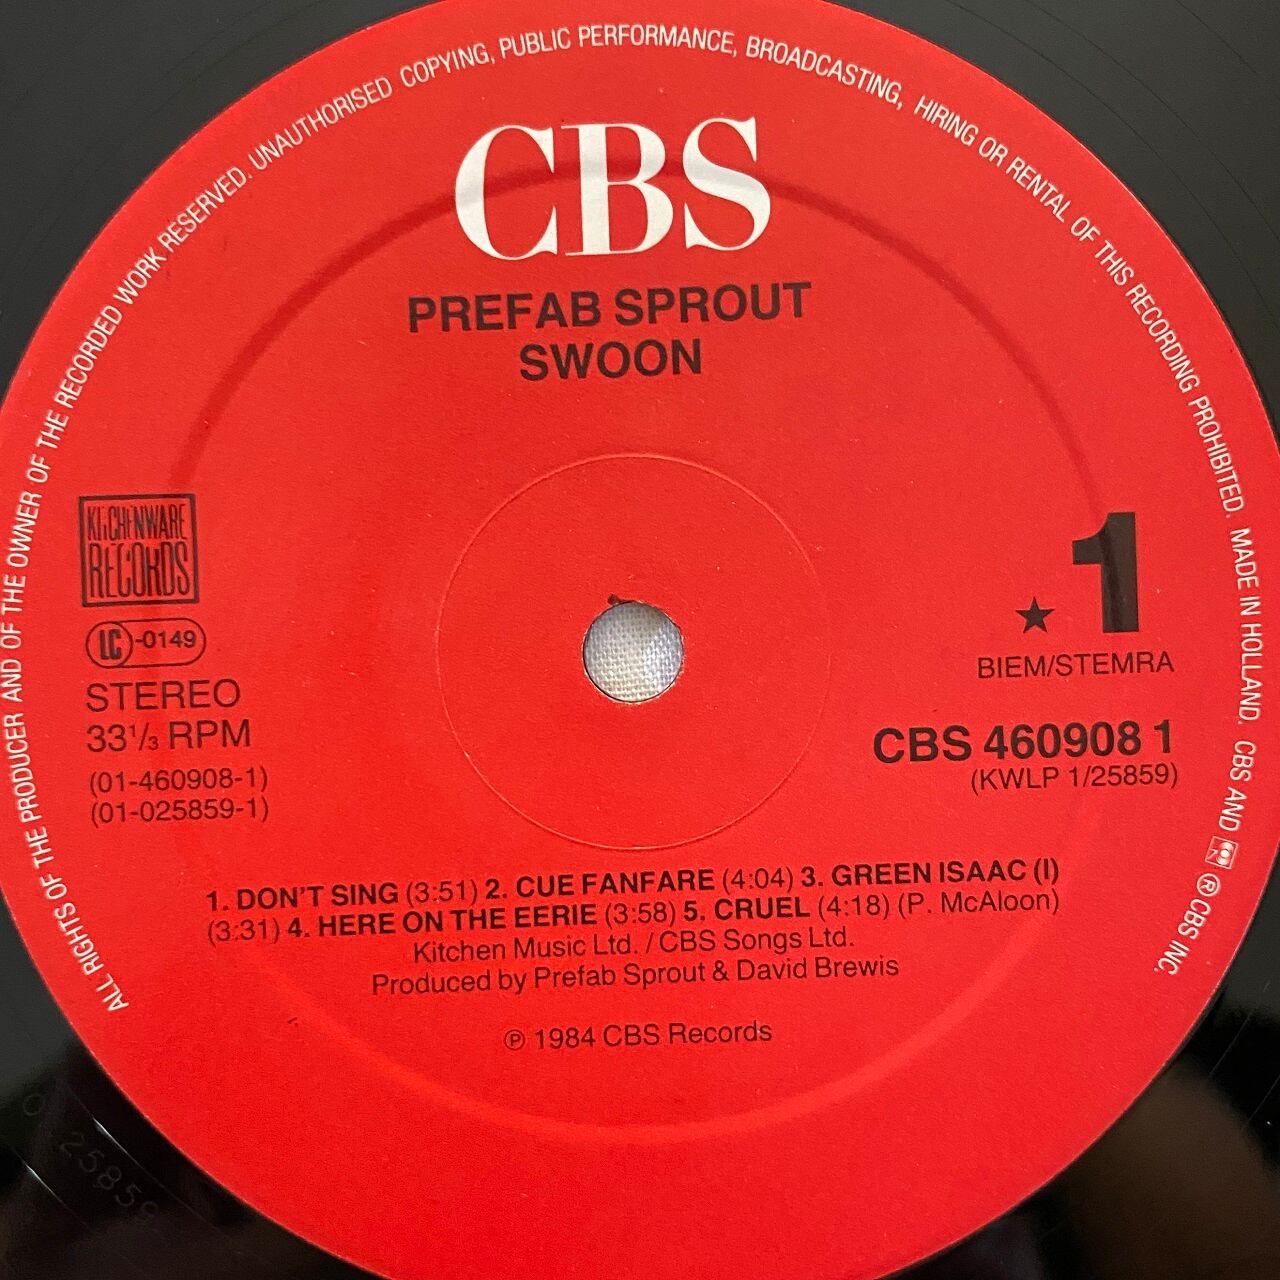 ALL RIGHTS OF THE PRODUCER AND OF THE OWNER OF THE RECORDED WORK RESERVED. UNAUTHORISED COPYING, PUBLIC PERFORMANCE, BROADCASTING, HIRING OR RENTAL OF THIS RECORDING PROHIBITED. MADE IN HOLLAND. CBS AND ® CBS INC.
CBS
PREFAB SPROUT
SWOON
KITCHENWARE
RECORDS
LC-0149
STEREO
33 1/3 RPM
(01-460908-1)
(01-025859-1)
★ 1
BIEM/STEMRA
CBS 460908 1
(KWLP 1/25859)
1. DON'T SING (3:51) 2. CUE FANFARE (4:04) 3. GREEN ISAAC (I)
(3:31) 4. HERE ON THE EERIE (3:58) 5. CRUEL (4:18) (P. McAloon)
Kitchen Music Ltd. / CBS Songs Ltd.
Produced by Prefab Sprout & David Brewis
℗ 1984 CBS Records
25859